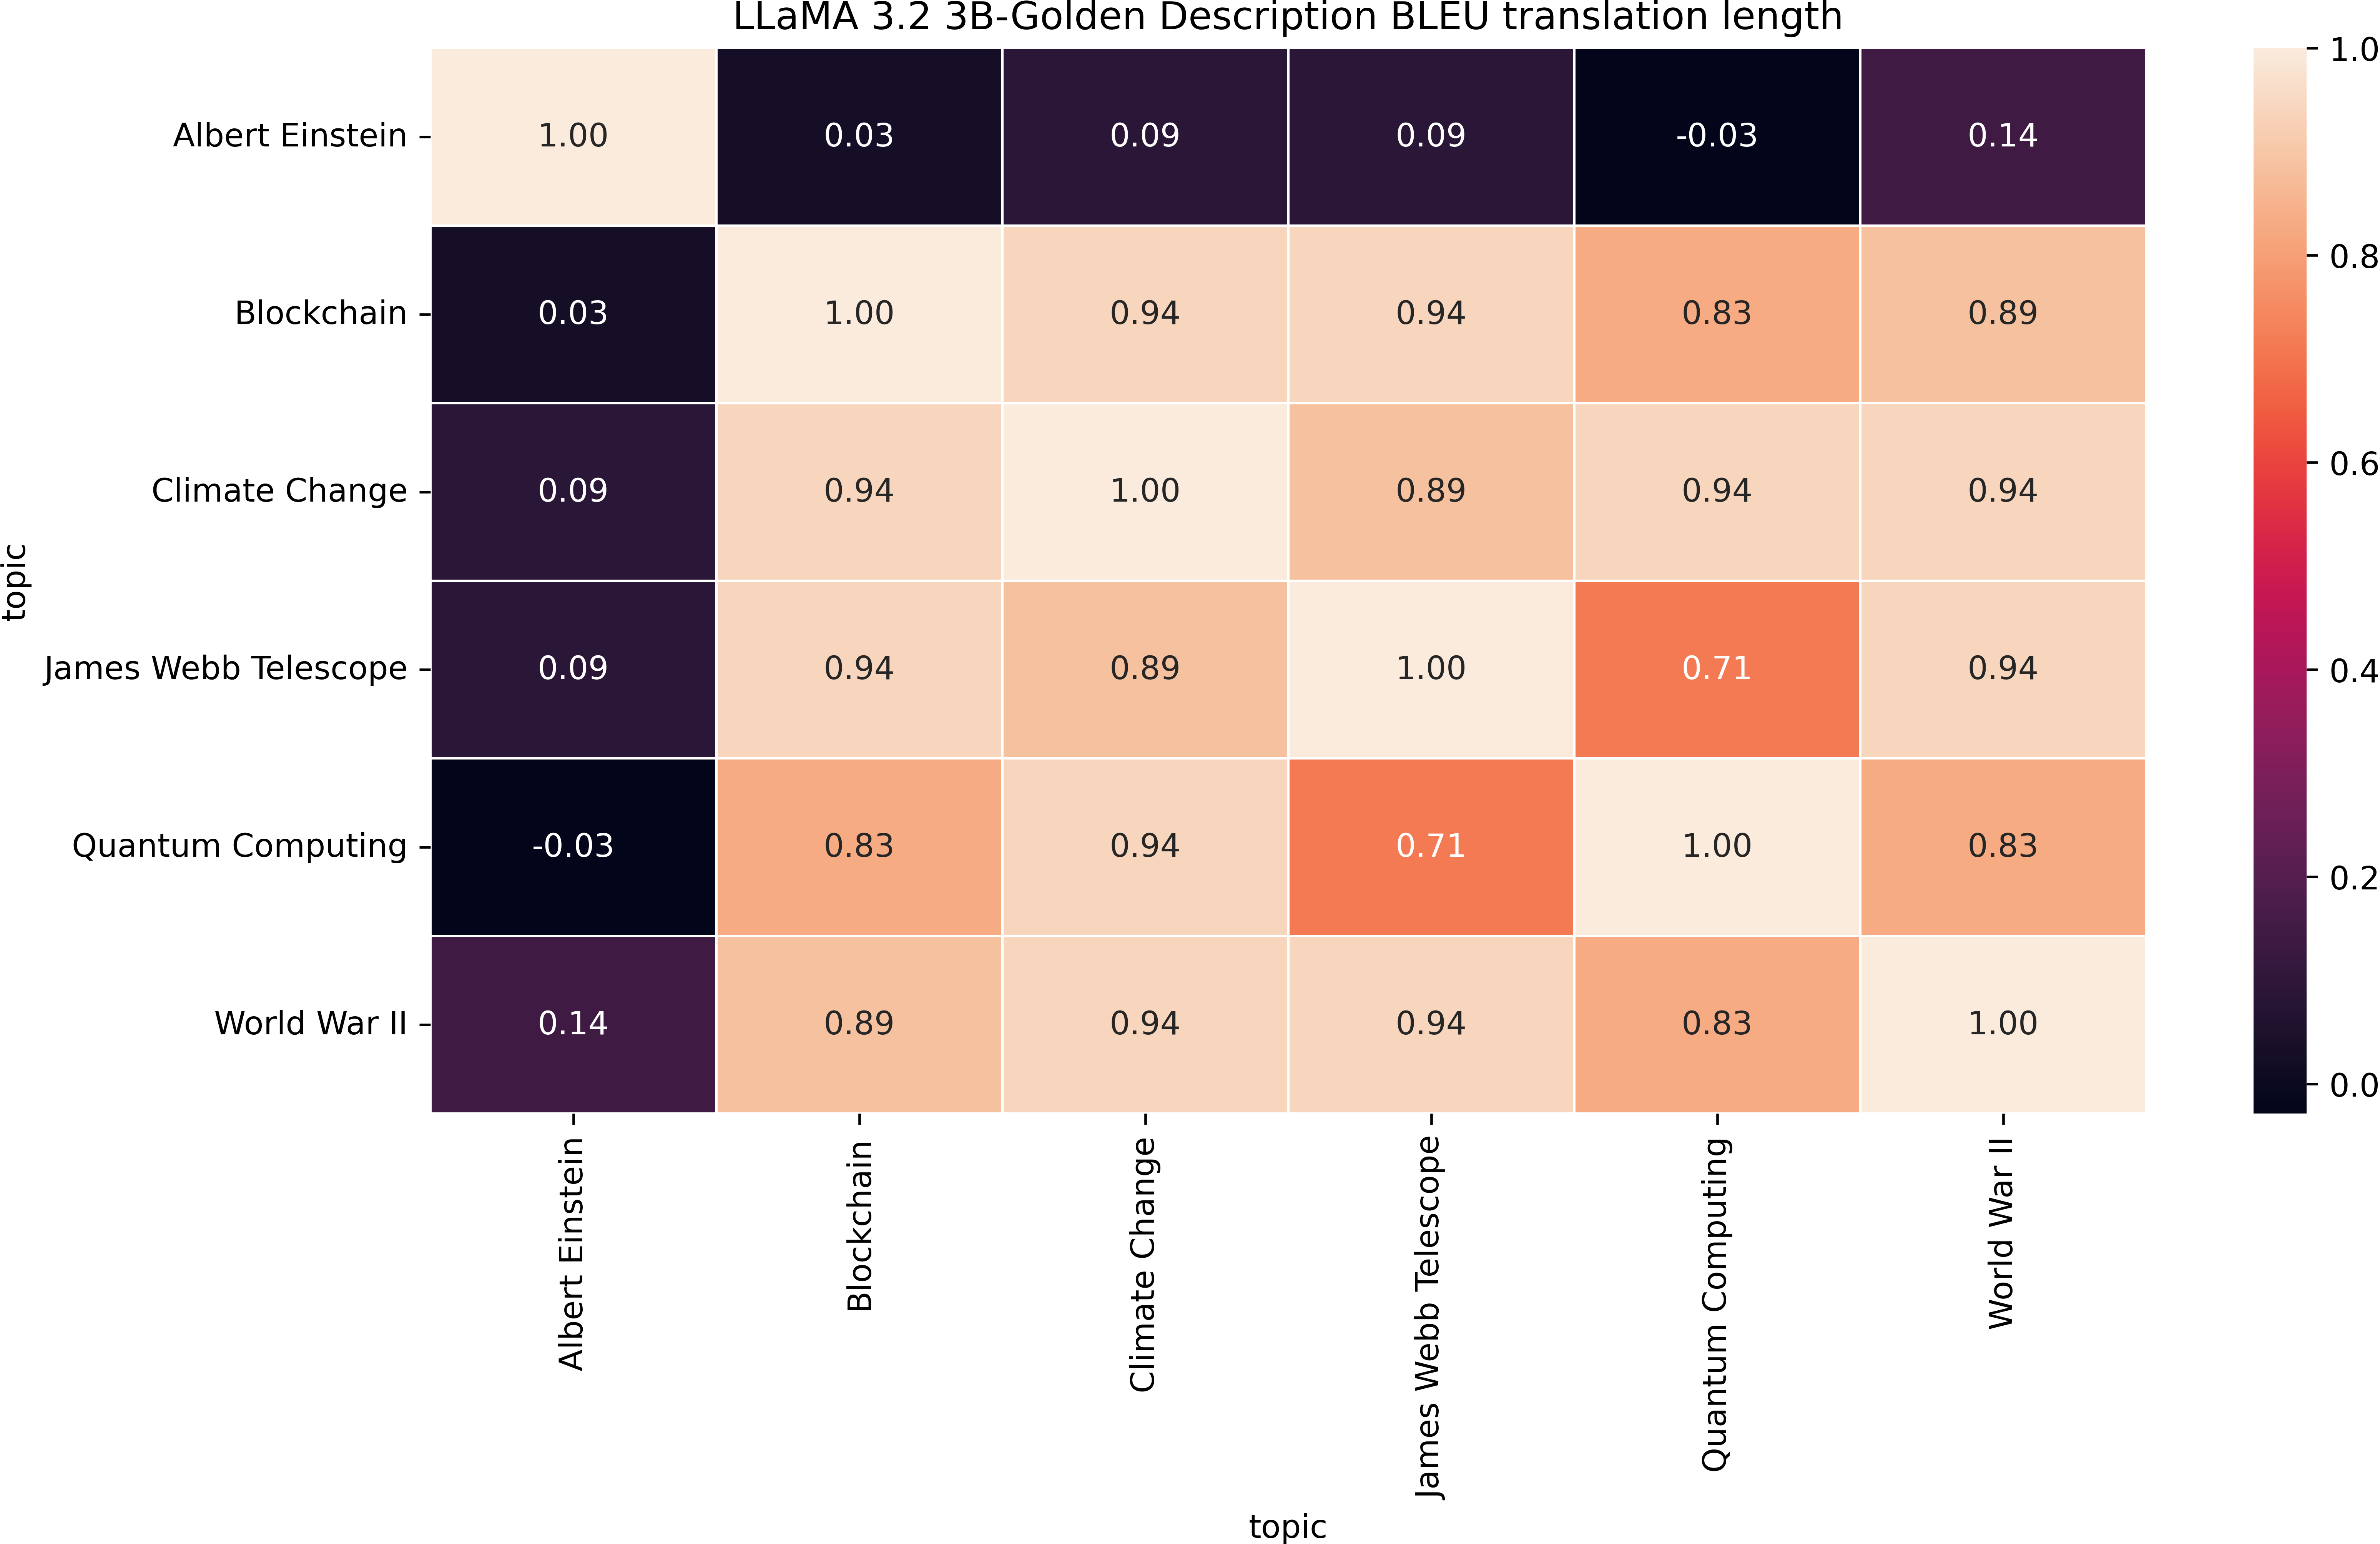 LLaMA 3.2 3B-Golden Description BLEU translation length
Albert Einstein 1.00 0.03 0.09 0.09 -0.03 0.14
Blockchain 0.03 1.00 0.94 0.94 0.83 0.89
Climate Change 0.09 0.94 1.00 0.89 0.94 0.94
James Webb Telescope 0.09 0.94 0.89 1.00 0.71 0.94
Quantum Computing -0.03 0.83 0.94 0.71 1.00 0.83
World War II 0.14 0.89 0.94 0.94 0.83 1.00
topic
Albert Einstein
Blockchain
Climate Change
James Webb Telescope
Quantum Computing
World War II
topic
1.0
0.8
0.6
0.4
0.2
0.0